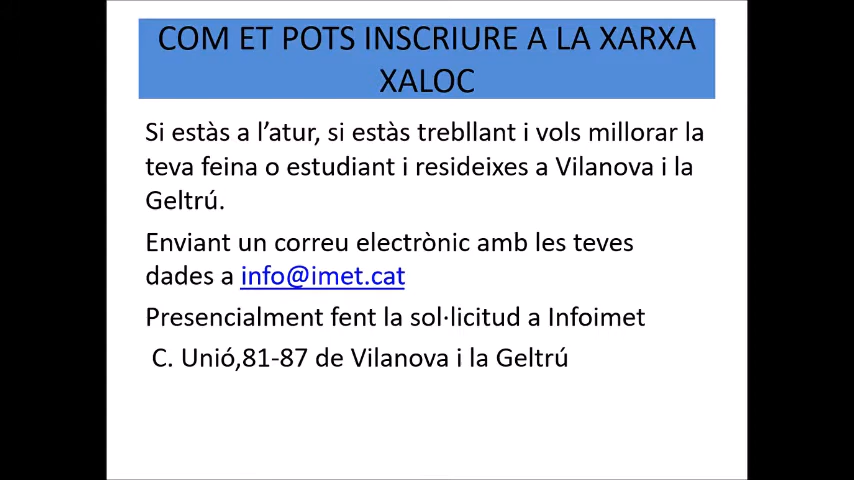 COM ET POTS INSCRIURE A LA XARXA
XALOC
Si estàs a l’atur, si estàs trebllant i vols millorar la
teva feina o estudiant i resideixes a Vilanova i la
Geltrú.
Enviant un correu electrònic amb les teves
dades a info@imet.cat
Presencialment fent la sol·licitud a Infoimet
C. Unió,81-87 de Vilanova i la Geltrú